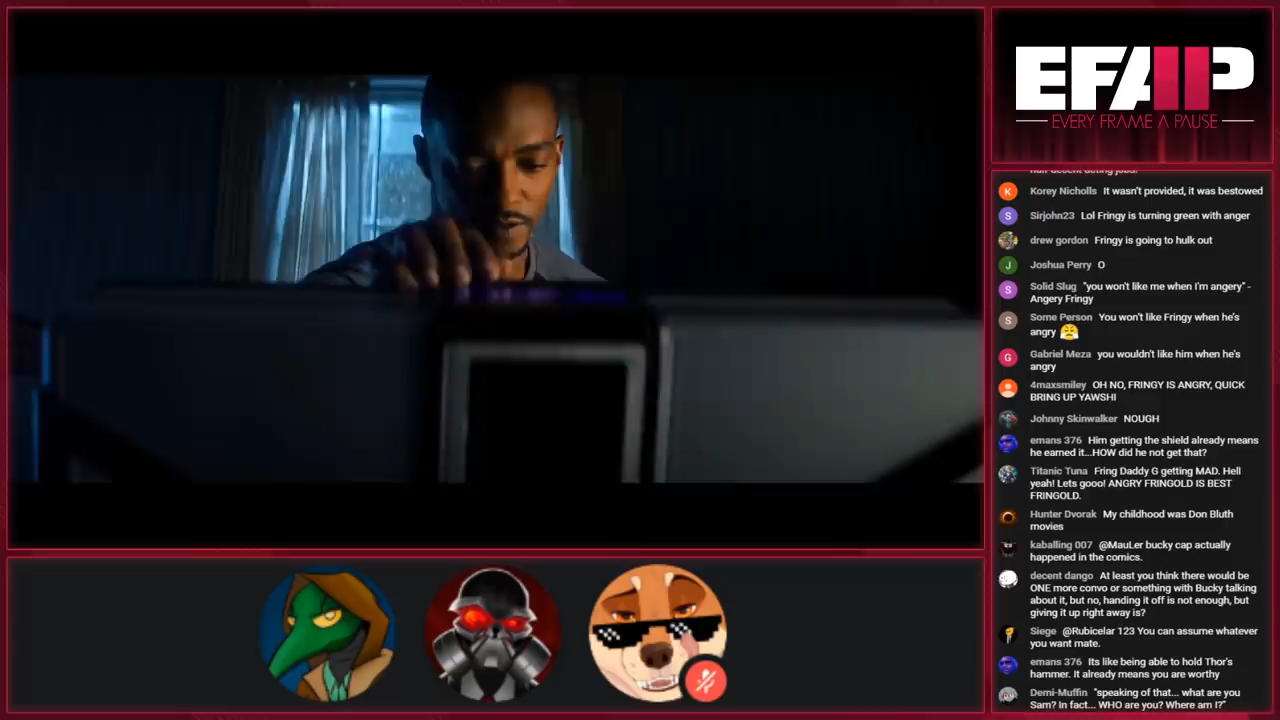 EFAP
EVERY FRAME A PAUSE
Korey Nicholls It wasn't provided, it was bestowed
Sirjohn23 Lol Fringy is turning green with anger
drew gordon Fringy is going to hulk out
Joshua Perry O
Solid Slug "you won't like me when I'm angery" -
Angery Fringy
Some Person You won't like Fringy when he's
angry
Gabriel Meza you wouldn't like him when he's
angry
4maxsmiley OH NO, FRINGY IS ANGRY, QUICK
BRING UP YAWSHI
Johnny Skinwalker NOUGH
emans 376 Him getting the shield already means
he earned it...HOW did he not get that?
Titanic Tuna Fring Daddy G getting MAD. Hell
yeah! Lets gooo! ANGRY FRINGOLD IS BEST
FRINGOLD.
Hunter Dvorak My childhood was Don Bluth
movies
kaballing 007 @MauLer bucky cap actually
happened in the comics.
decent dango At least you think there would be
ONE more convo or something with Bucky talking
about it, but no, handing it off is not enough, but
giving it up right away is?
Siege @Rubicelar 123 You can assume whatever
you want mate.
emans 376 Its like being able to hold Thor's
hammer. It already means you are worthy
Demi-Muffin "speaking of that... what are you
Sam? In fact... WHO are you? Where am I?"
K
S
J
S
S
G